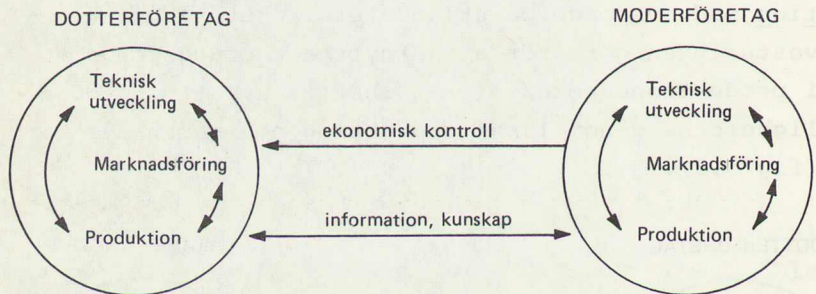 DOTTERFÖRETAG
MODERFÖRETAG
Teknisk
utveckling
Marknadsföring
Produktion
ekonomisk kontroll
information, kunskap
Teknisk
utveckling
Marknadsföring
Produktion